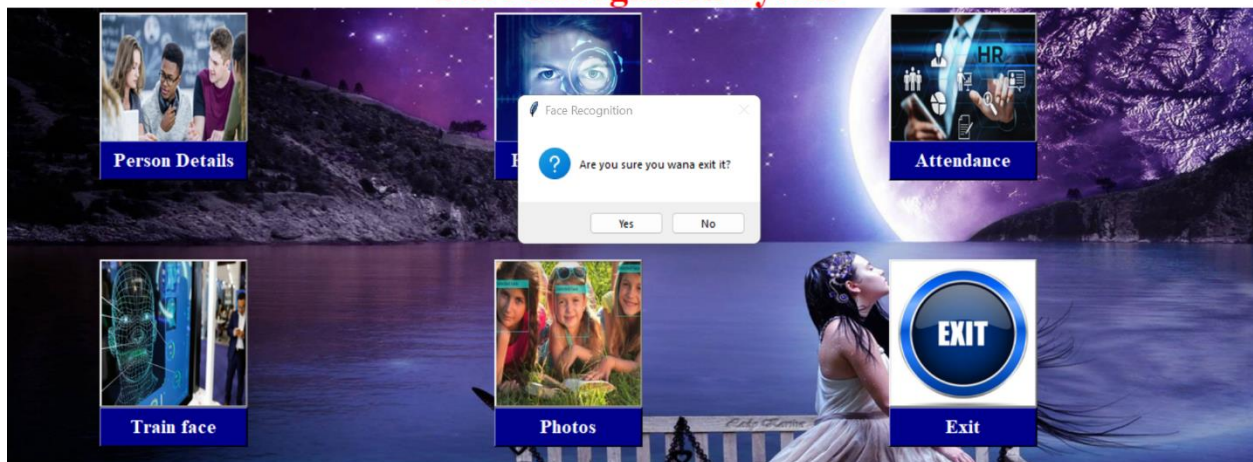 Person Details
HR
Attendance
Face Recognition
Are you sure you wana exit it?
Yes
No
Train face
Photos
EXIT
Exit